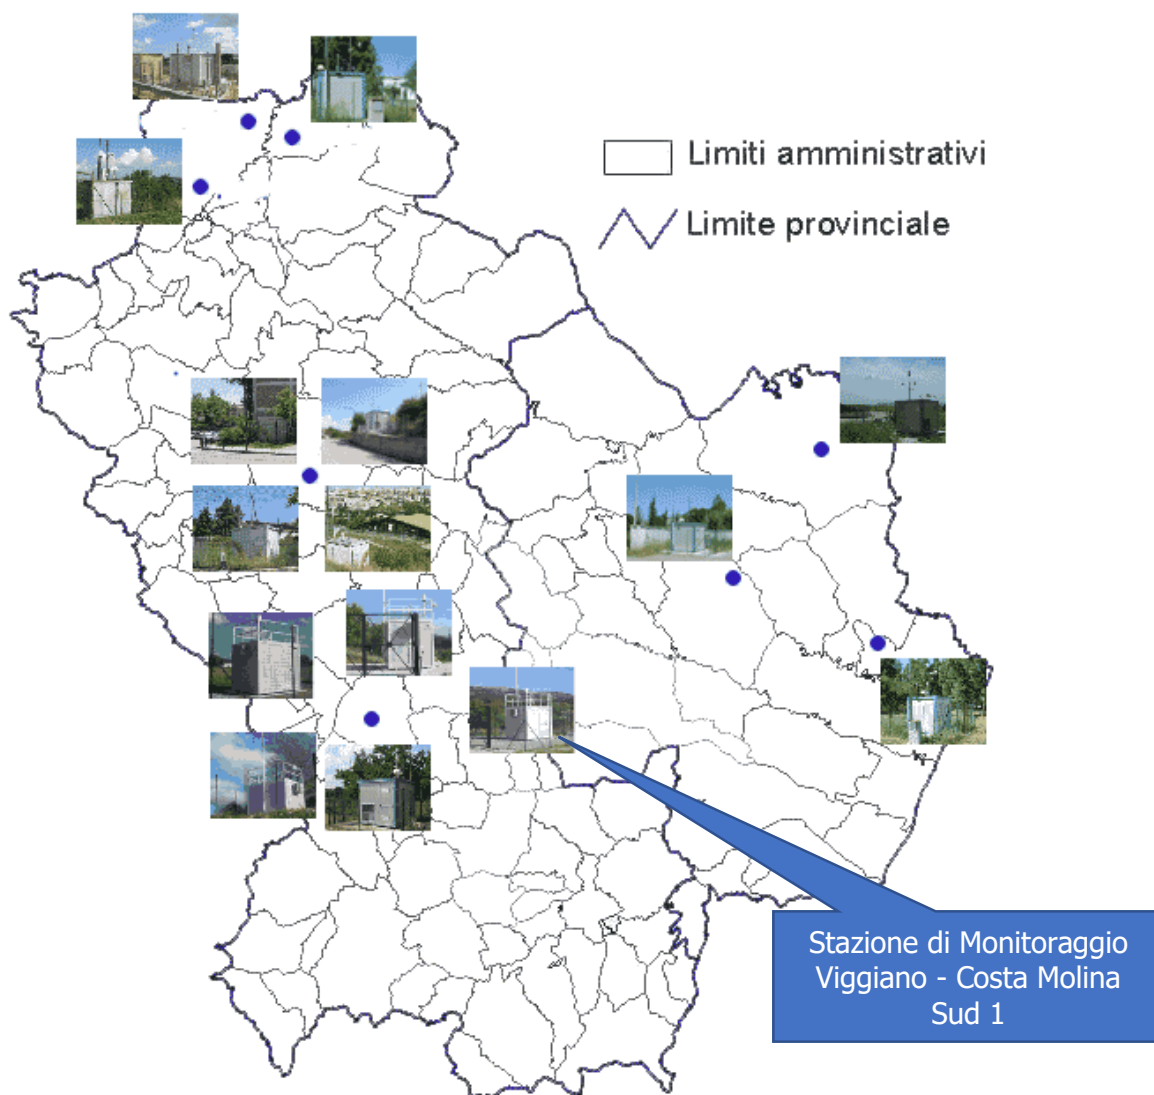 Limiti amministrativi
Limite provinciale
Stazione di Monitoraggio
Viggiano - Costa Molina
Sud 1